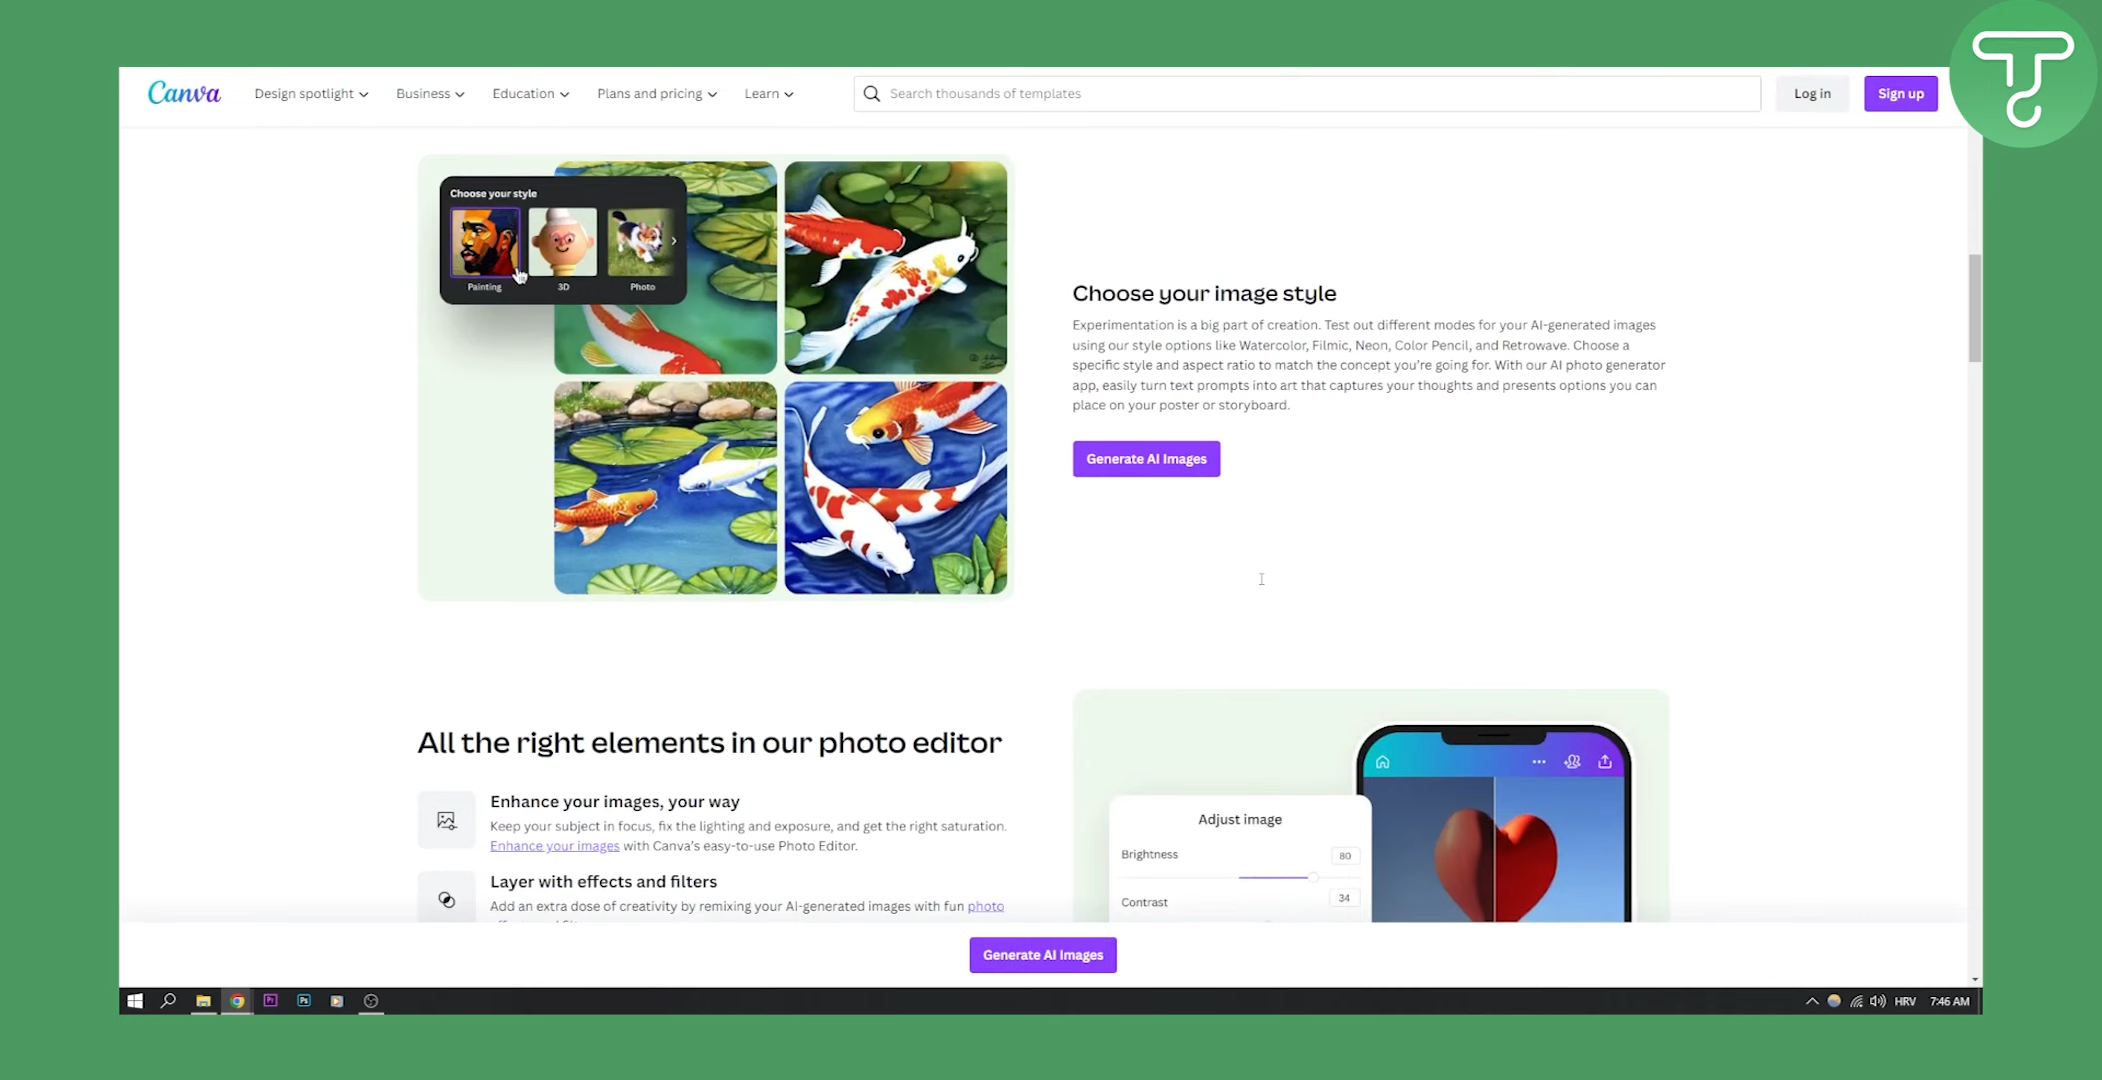 Canva
Design spotlight
Business
Education
Plans and pricing
Learn
Search thousands of templates
Log in
Sign up
Choose your style
Painting
3D
Photo
Choose your image style
Experimentation is a big part of creation. Test out different modes for your AI-generated images
using our style options like Watercolor, Filmic, Neon, Color Pencil, and Retrowave. Choose a
specific style and aspect ratio to match the concept you're going for. With our AI photo generator
app, easily turn text prompts into art that captures your thoughts and presents options you can
place on your poster or storyboard.
Generate AI Images
All the right elements in our photo editor
Enhance your images, your way
Keep your subject in focus, fix the lighting and exposure, and get the right saturation.
Enhance your images with Canva's easy-to-use Photo Editor.
Layer with effects and filters
Add an extra dose of creativity by remixing your AI-generated images with fun photo
Adjust image
Brightness
80
Contrast
34
Generate AI Images
Pr
Ps
HRV
7:46 AM